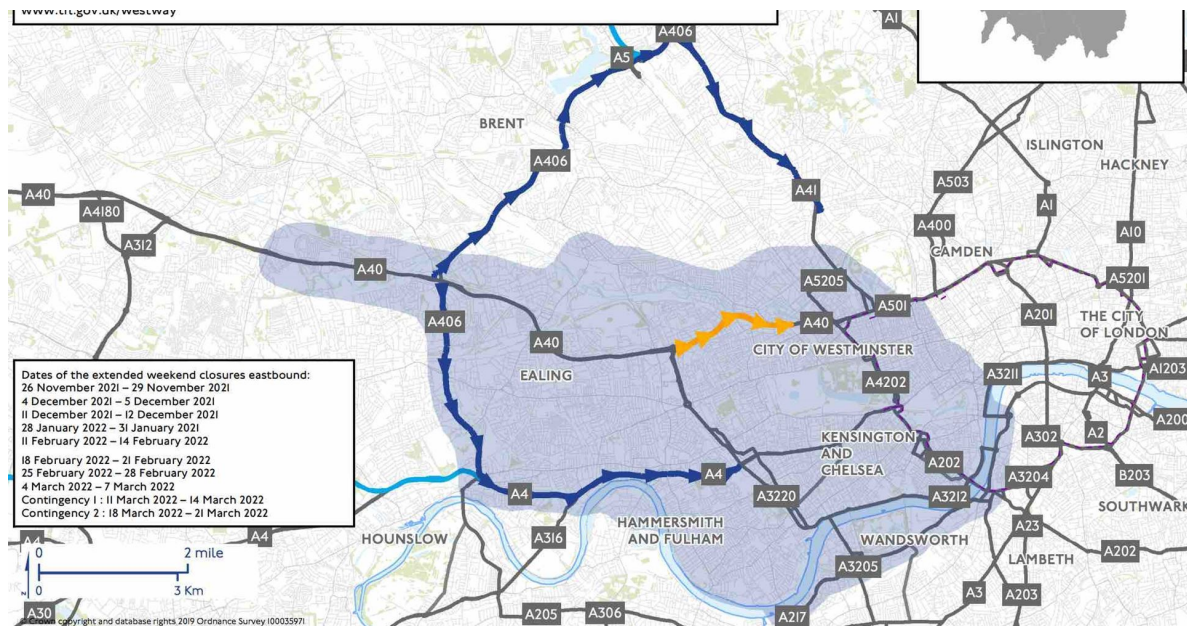 www.tfl.gov.uk/westway
A406
A1
A5
BRENT
ISLINGTON
A406
HACKNEY
A503
A41
A40
A1
A4180
A400
A10
A312
CAMDEN
A40
A5205
A5201
A501
A201
A406
A40
THE CITY
OF LONDON
A40
CITY OF WESTMINSTER
EALING
A3211
A3
A1203
A4202
Dates of the extended weekend closures eastbound:
26 November 2021 – 29 November 2021
4 December 2021 – 5 December 2021
11 December 2021 – 12 December 2021
28 January 2022 – 31 January 2021
11 February 2022 – 14 February 2022
18 February 2022 – 21 February 2022
25 February 2022 – 28 February 2022
4 March 2022 – 7 March 2022
Contingency 1 : 11 March 2022 – 14 March 2022
Contingency 2 : 18 March 2022 – 21 March 2022
A200
A302
A2
KENSINGTON
AND
CHELSEA
A202
A4
A3204
B203
A4
A3220
A3212
SOUTHWARK
HAMMERSMITH
AND FULHAM
A23
A4
A4
HOUNSLOW
A316
WANDSWORTH
A202
LAMBETH
0 2 mile
A3205
0 3 Km
N
A3
A203
A30
A205
A306
A217
© Crown copyright and database rights 2019 Ordnance Survey 100035971